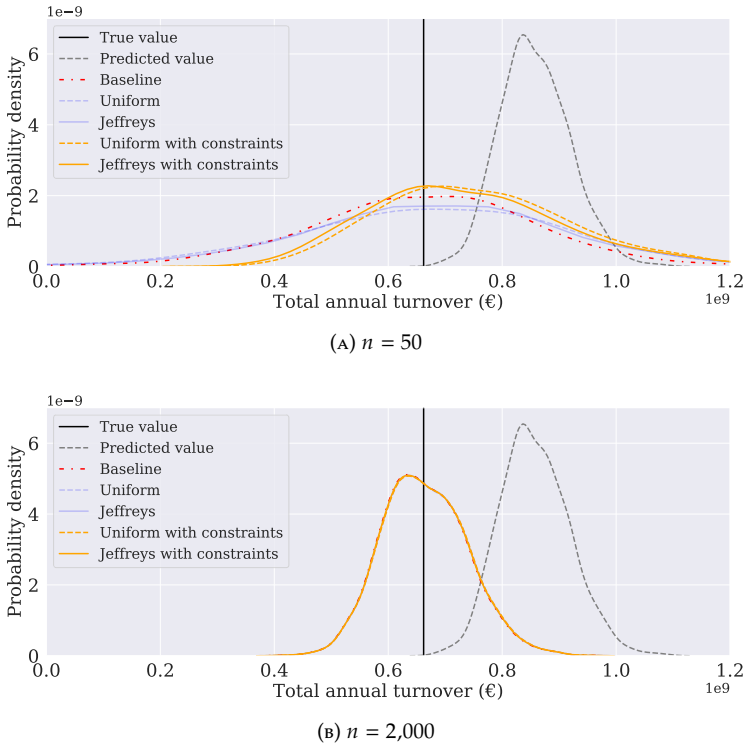 1e−9
6
4
2
0
Probability density
True value
Predicted value
Baseline
Uniform
Jeffreys
Uniform with constraints
Jeffreys with constraints
0.0 0.2 0.4 0.6 0.8 1.0 1.2
Total annual turnover (€)
1e9
(A) n = 50
1e−9
6
4
2
0
Probability density
True value
Predicted value
Baseline
Uniform
Jeffreys
Uniform with constraints
Jeffreys with constraints
0.0 0.2 0.4 0.6 0.8 1.0 1.2
Total annual turnover (€)
1e9
(B) n = 2,000